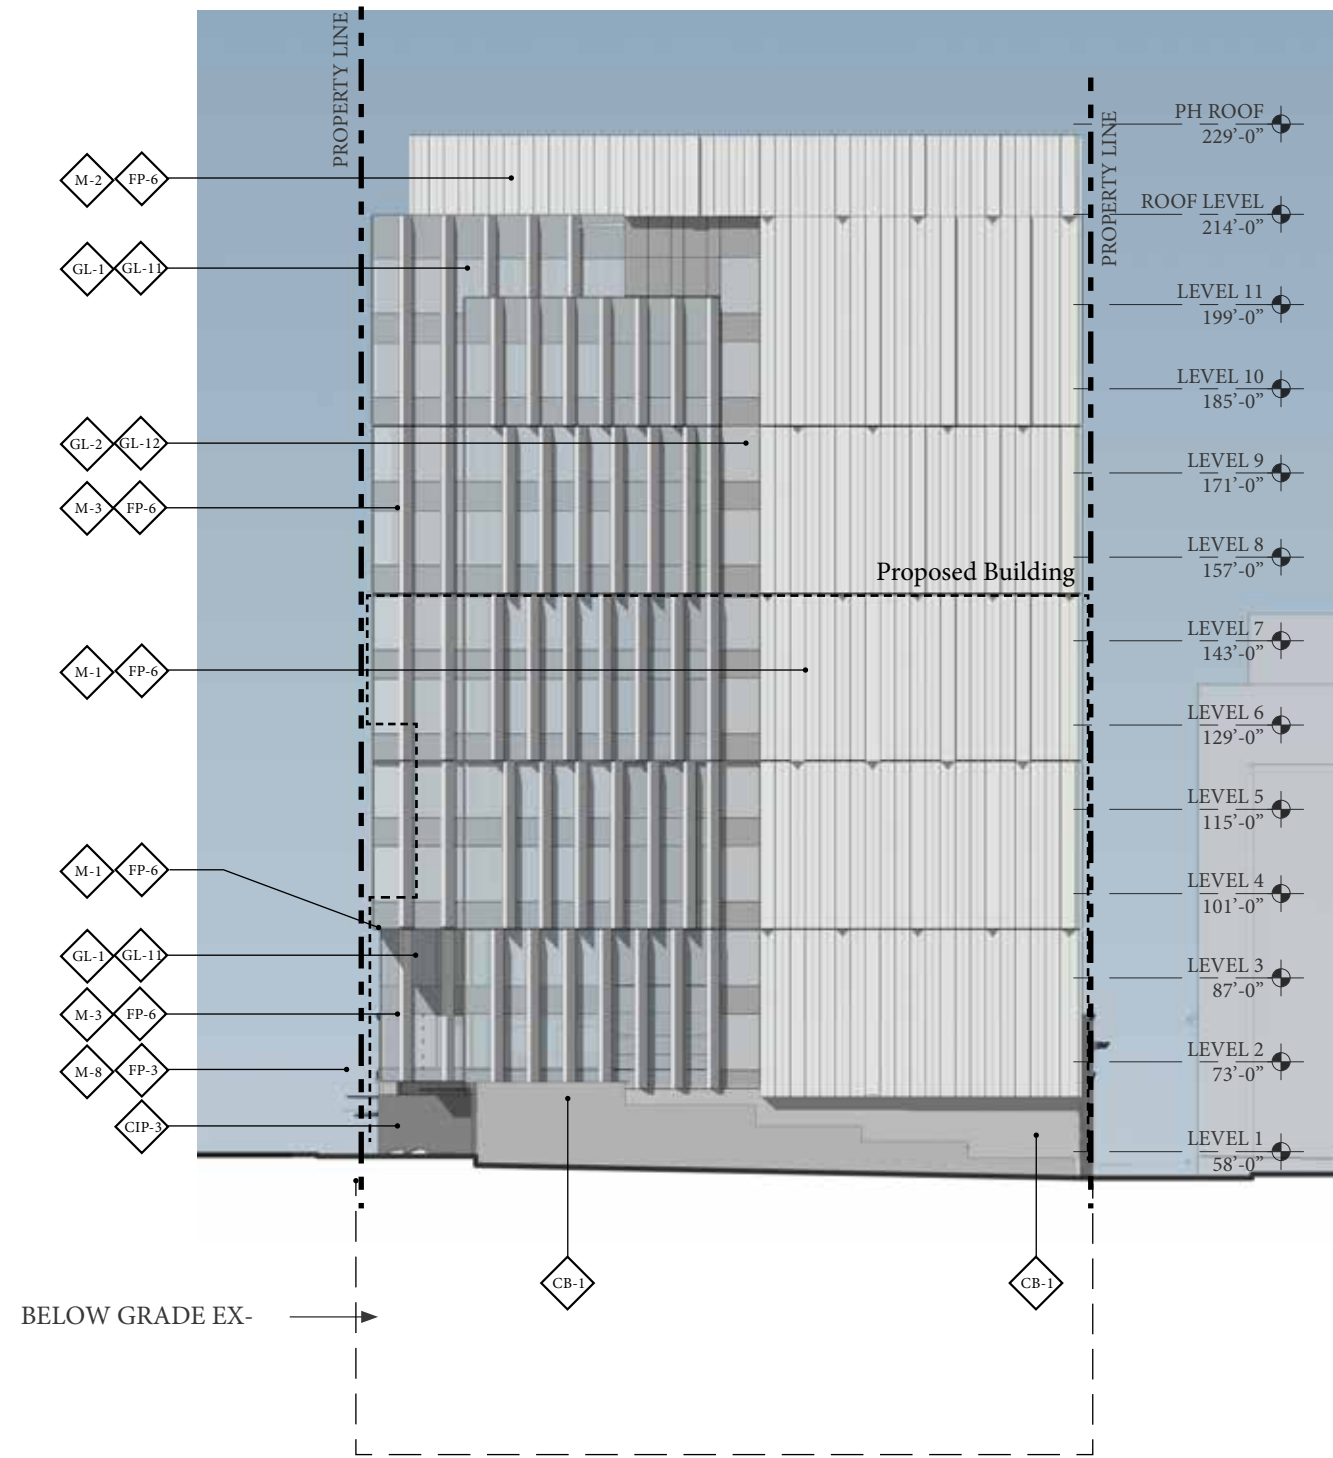 PROPERTY LINE
PROPERTY LINE
PH ROOF
229'-0"
M-2 FP-6
ROOF LEVEL
214'-0"
GL-1 GL-11
LEVEL 11
199'-0"
LEVEL 10
185'-0"
GL-2 GL-12
LEVEL 9
171'-0"
M-3 FP-6
LEVEL 8
157'-0"
Proposed Building
LEVEL 7
143'-0"
M-1 FP-6
LEVEL 6
129'-0"
LEVEL 5
115'-0"
M-1 FP-6
LEVEL 4
101'-0"
GL-1 GL-11
LEVEL 3
87'-0"
M-3 FP-6
LEVEL 2
73'-0"
M-8 FP-3
CIP-3
LEVEL 1
58'-0"
CB-1
CB-1
BELOW GRADE EX-